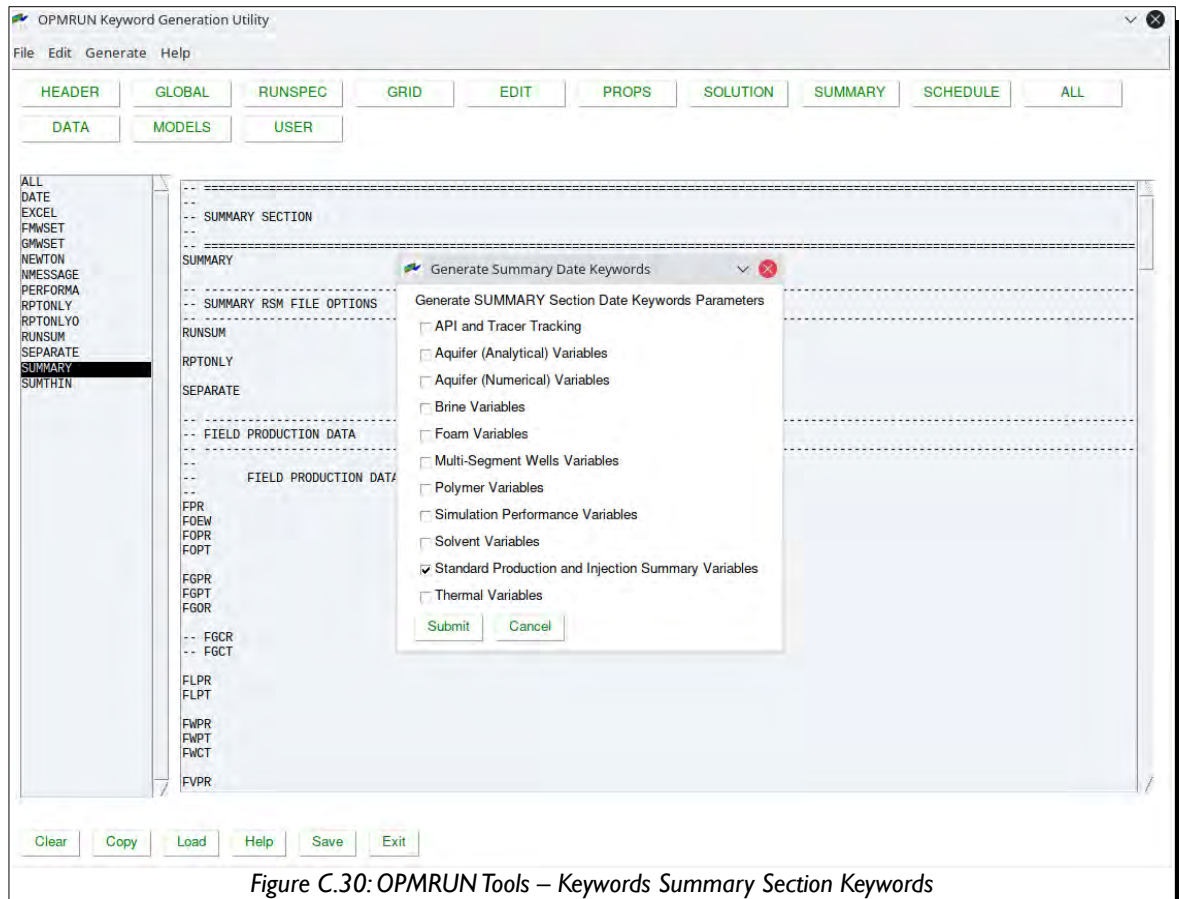 OPMRUN Keyword Generation Utility
File Edit Generate Help
HEADER GLOBAL RUNSPEC GRID EDIT PROPS SOLUTION SUMMARY SCHEDULE ALL
DATA MODELS USER
ALL
DATE
EXCEL
FMWSET
GMWSET
NEWTON
NMESSAGE
PERFORMA
RPTONLY
RPTONLYO
RUNSUM
SEPARATE
SUMMARY
SUMTHIN
-- ==============================================================================
--
-- SUMMARY SECTION
--
-- ==============================================================================
SUMMARY
-- ------------------------------------------------------------------------------
-- SUMMARY RSM FILE OPTIONS
-- ------------------------------------------------------------------------------
RUNSUM
RPTONLY
SEPARATE
-- ------------------------------------------------------------------------------
-- FIELD PRODUCTION DATA
-- ------------------------------------------------------------------------------
--
-- FIELD PRODUCTION DATA
--
FPR
FOEW
FOPR
FOPT
FGPR
FGPT
FGOR
-- FGCR
-- FGCT
FLPR
FLPT
FWPR
FWPT
FWCT
FVPR
Generate Summary Date Keywords
Generate SUMMARY Section Date Keywords Parameters
API and Tracer Tracking
Aquifer (Analytical) Variables
Aquifer (Numerical) Variables
Brine Variables
Foam Variables
Multi-Segment Wells Variables
Polymer Variables
Simulation Performance Variables
Solvent Variables
Standard Production and Injection Summary Variables
Thermal Variables
Submit Cancel
Clear Copy Load Help Save Exit
Figure C.30: OPMRUN Tools – Keywords Summary Section Keywords